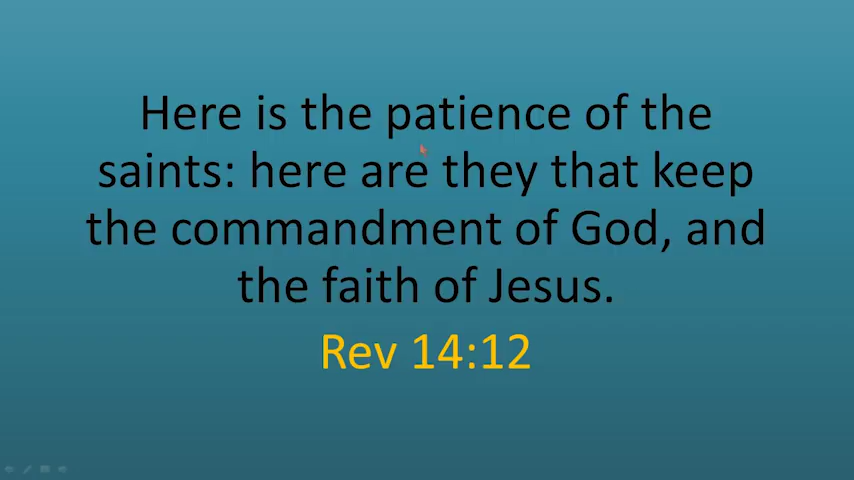 Here is the patience of the
saints: here are they that keep
the commandment of God, and
the faith of Jesus.
Rev 14:12